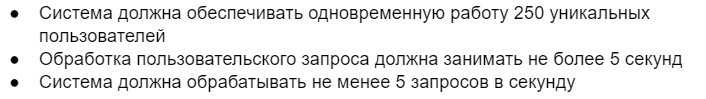 ● Система должна обеспечивать одновременную работу 250 уникальных
пользователей
● Обработка пользовательского запроса должна занимать не более 5 секунд
● Система должна обрабатывать не менее 5 запросов в секунду